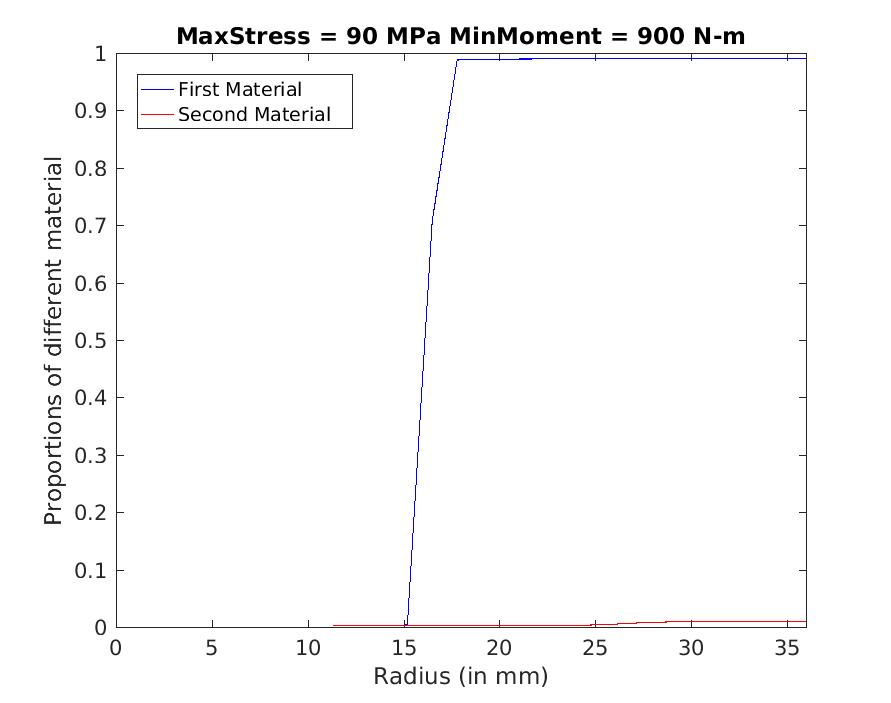 MaxStress = 90 MPa MinMoment = 900 N-m
1
First Material
Second Material
0.9
0.8
0.7
0.6
0.5
0.4
0.3
0.2
0.1
0
Proportions of different material
0 5 10 15 20 25 30 35
Radius (in mm)